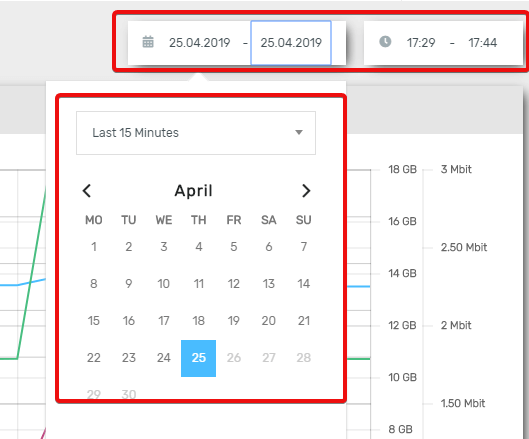 25.04.2019 - 25.04.2019 17:29 - 17:44
Last 15 Minutes
April
MO TU WE TH FR SA SU
1 2 3 4 5 6 7
8 9 10 11 12 13 14
15 16 17 18 19 20 21
22 23 24 25 26 27 28
29 30
18 GB 3 Mbit
16 GB
2.50 Mbit
14 GB
12 GB 2 Mbit
10 GB
1.50 Mbit
8 GB